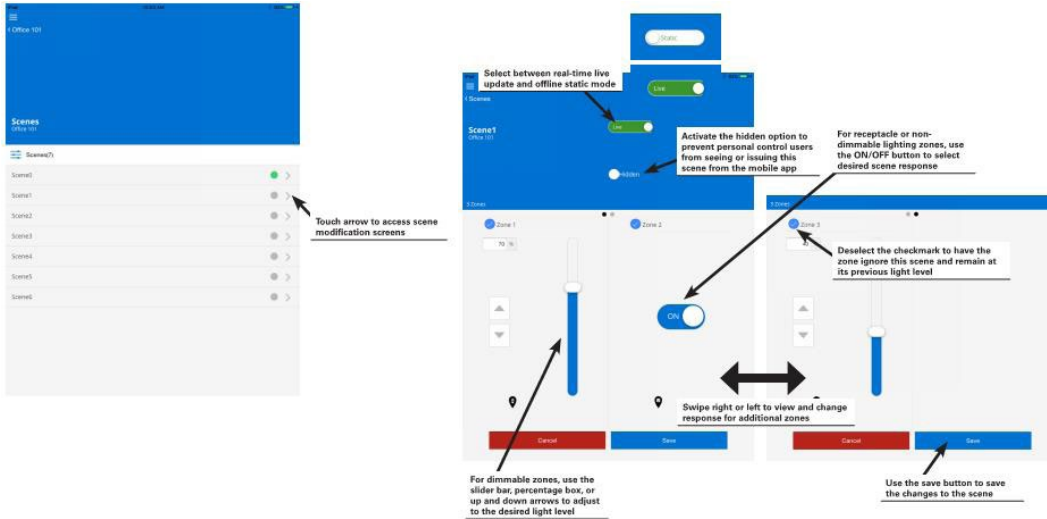 < Office 101
Scenes
Office 101
Scenes(7)
Scene0
Scene1
Scene2
Scene3
Scene4
Scene5
Scene6
Touch arrow to access scene
modification screens
Static
Live
Select between real-time live
update and offline static mode
< Scenes
Scene1
Office 101
Live
Hidden
Activate the hidden option to
prevent personal control users
from seeing or issuing this
scene from the mobile app
For receptacle or non-
dimmable lighting zones, use
the ON/OFF button to select
desired scene response
3 Zones
Zone 1
70 %
Zone 2
ON
Cancel
Save
3 Zones
Zone 3
Deselect the checkmark to have the
zone ignore this scene and remain at
its previous light level
Swipe right or left to view and change
response for additional zones
Cancel
Save
For dimmable zones, use the
slider bar, percentage box, or
up and down arrows to adjust
to the desired light level
Use the save button to save
the changes to the scene